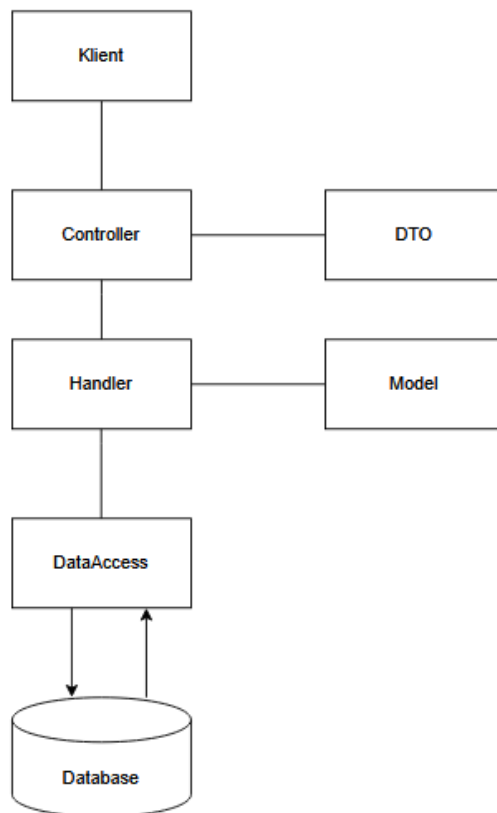 Klient
Controller
DTO
Handler
Model
DataAccess
Database